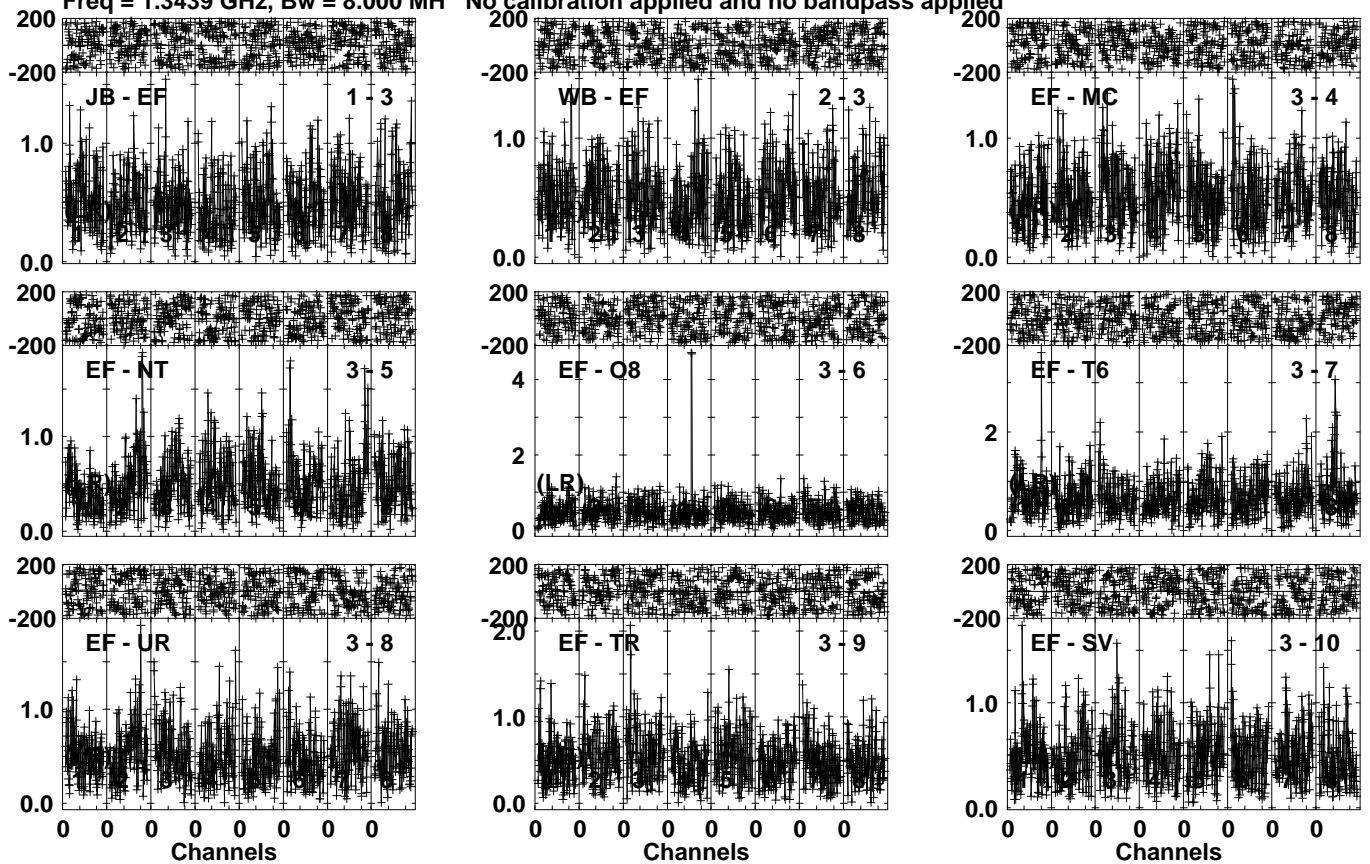 Freq = 1.3439 GHz, Bw = 8.000 MH No calibration applied and no bandpass applied
200 200 200
-200 -200 -200
JB - EF 1 - 3 WB - EF 2 - 3 EF - MC 3 - 4
1.0 1.0 1.0
0.0 0.0 0.0
200 200 200
-200 -200 -200
EF - NT 3 - 5 EF - O8 3 - 6 EF - T6 3 - 7
4
1.0 2 2
(LR)
0.0 0 0
200 200 200
-200 -200 -200
2.0
EF - UR 3 - 8 EF - TR 3 - 9 EF - SV 3 - 10
1.0 1.0 1.0
0.0 0.0 0.0
0 0 0 0 0 0 0 0 0 0 0 0 0 0 0 0 0 0 0 0 0 0 0 0
Channels Channels Channels